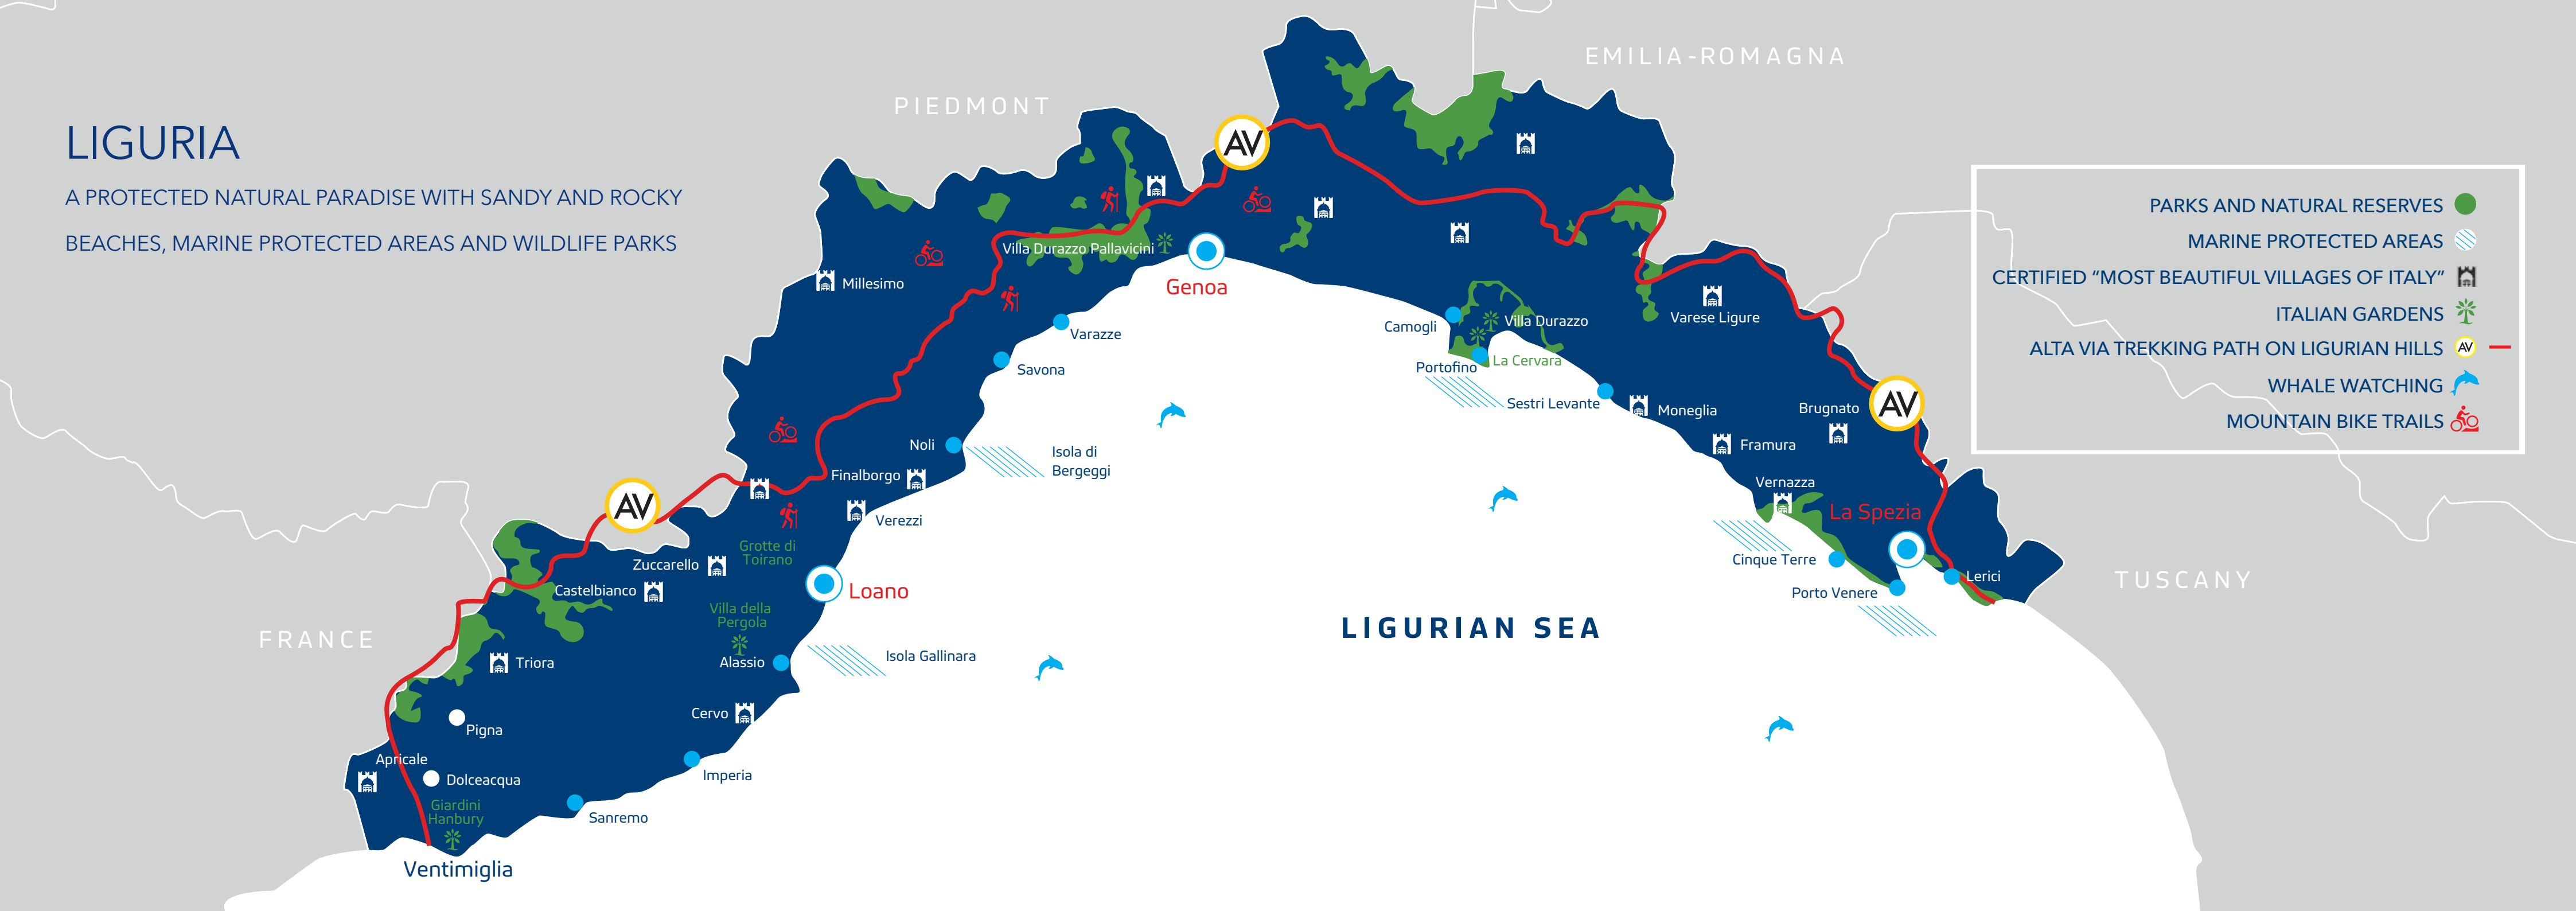 LIGURIA
A PROTECTED NATURAL PARADISE WITH SANDY AND ROCKY
BEACHES, MARINE PROTECTED AREAS AND WILDLIFE PARKS
PIEDMONT
EMILIA-ROMAGNA
FRANCE
TUSCANY
LIGURIAN SEA
PARKS AND NATURAL RESERVES
MARINE PROTECTED AREAS
CERTIFIED “MOST BEAUTIFUL VILLAGES OF ITALY”
ITALIAN GARDENS
ALTA VIA TREKKING PATH ON LIGURIAN HILLS AV
WHALE WATCHING
MOUNTAIN BIKE TRAILS
AV
AV
AV
Villa Durazzo Pallavicini
Genoa
Millesimo
Varazze
Savona
Noli
Isola di
Bergeggi
Finalborgo
Verezzi
Grotte di
Toirano
Zuccarello
Castelbianco
Loano
Villa della
Pergola
Alassio
Isola Gallinara
Triora
Cervo
Pigna
Apricale
Dolceacqua
Imperia
Giardini
Hanbury
Sanremo
Ventimiglia
Camogli
Villa Durazzo
La Cervara
Portofino
Sestri Levante
Moneglia
Varese Ligure
Brugnato
Framura
Vernazza
La Spezia
Cinque Terre
Porto Venere
Lerici